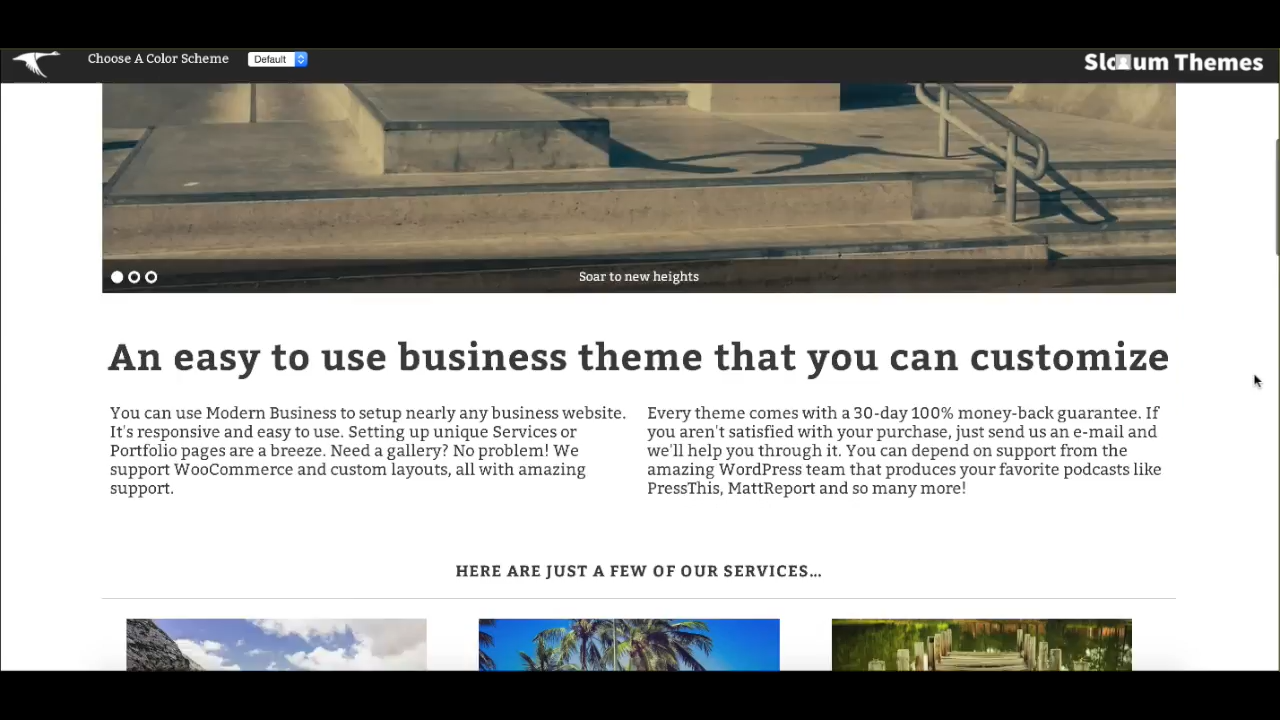 Choose A Color Scheme
Default
Themes
Soar to new heights
An easy to use business theme that you can customize
You can use Modern Business to setup nearly any business website.
It's responsive and easy to use. Setting up unique Services or
Portfolio pages are a breeze. Need a gallery? No problem! We
support WooCommerce and custom layouts, all with amazing
support.
Every theme comes with a 30-day 100% money-back guarantee. If
you aren't satisfied with your purchase, just send us an e-mail and
we'll help you through it. You can depend on support from the
amazing WordPress team that produces your favorite podcasts like
PressThis, MattReport and so many more!
HERE ARE JUST A FEW OF OUR SERVICES...